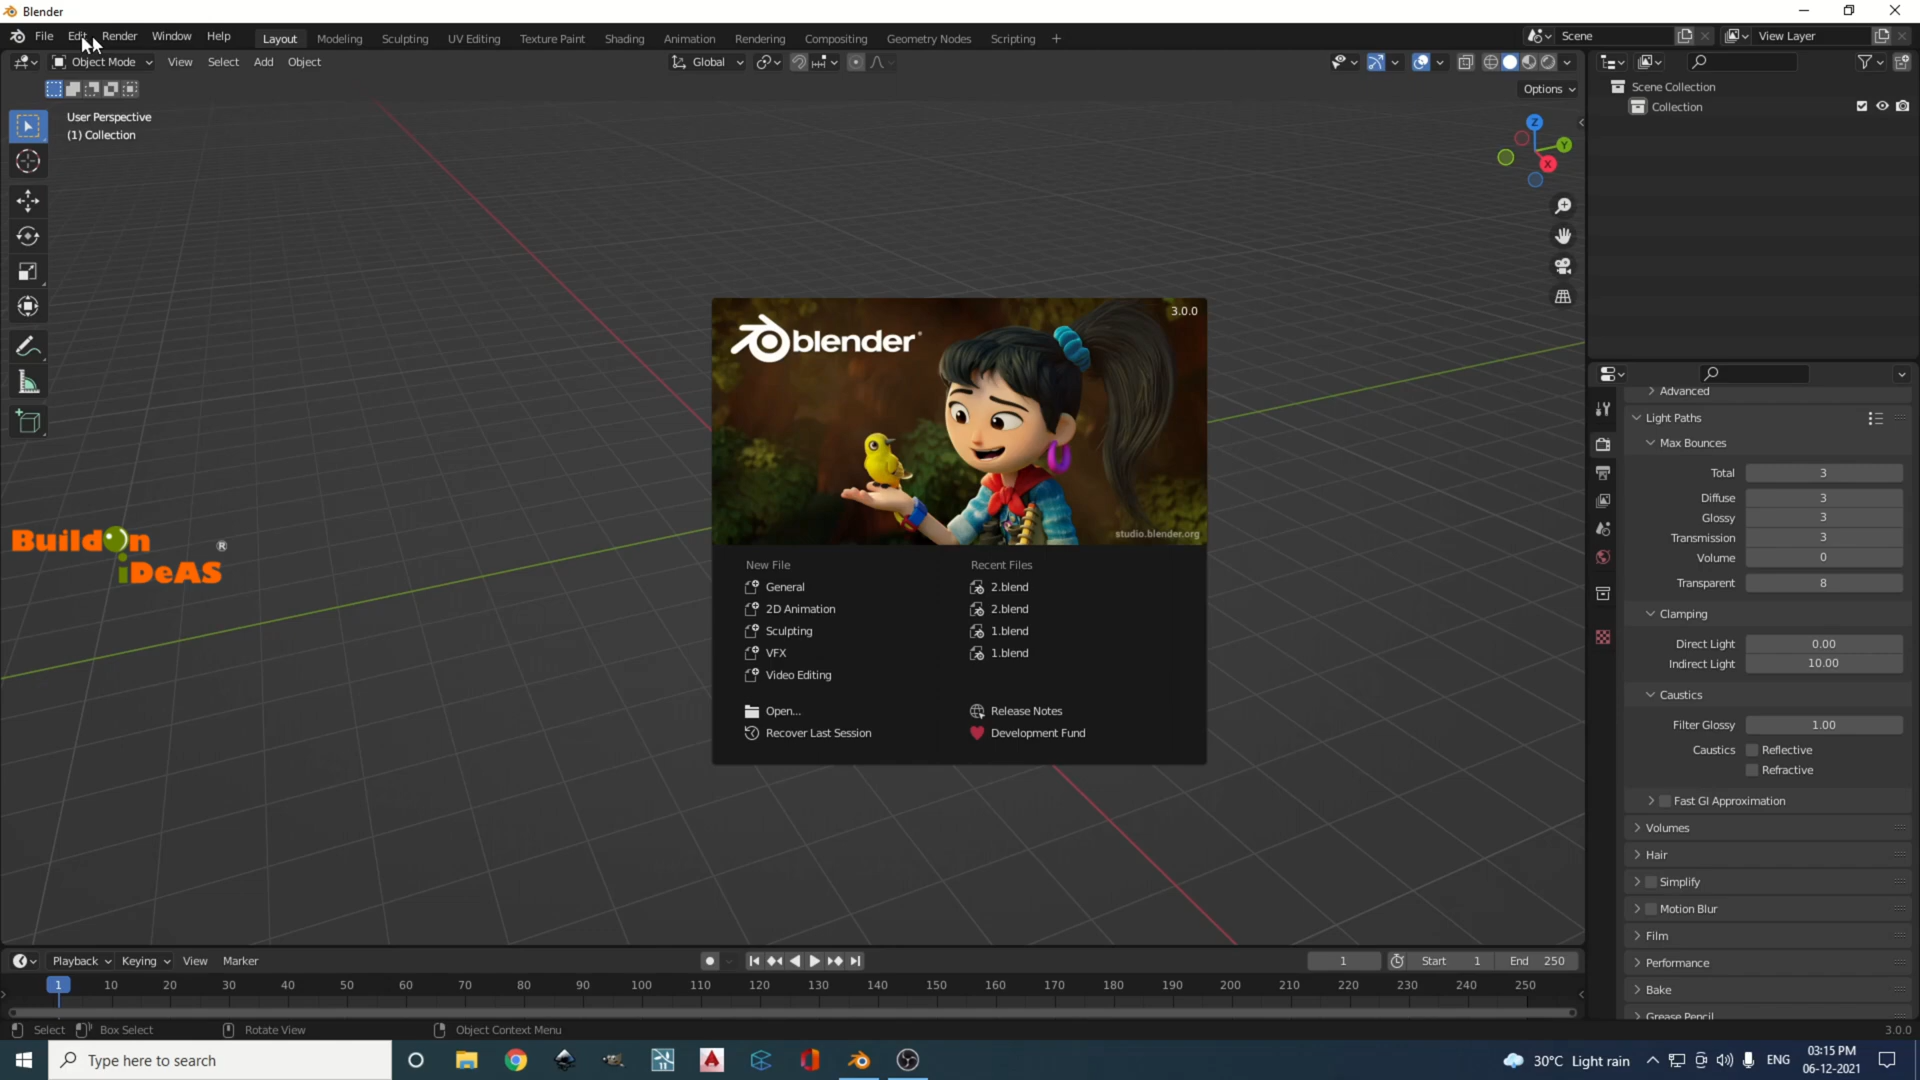 Blender
File Edit Render Window Help Layout Modeling Sculpting UV Editing Texture Paint Shading Animation Rendering Compositing Geometry Nodes Scripting + Scene View Layer
Object Mode View Select Add Object Global
Options
User Perspective
(1) Collection
Z
Y
X
Scene Collection
Collection
BuildOn
iDeAS ®
3.0.0
blender
studio.blender.org
New File Recent Files
General 2.blend
2D Animation 2.blend
Sculpting 1.blend
VFX 1.blend
Video Editing
Open... Release Notes
Recover Last Session Development Fund
Advanced
Light Paths
Max Bounces
Total 3
Diffuse 3
Glossy 3
Transmission 3
Volume 0
Transparent 8
Clamping
Direct Light 0.00
Indirect Light 10.00
Caustics
Filter Glossy 1.00
Caustics Reflective
Refractive
Fast GI Approximation
Volumes
Hair
Simplify
Motion Blur
Film
Performance
Bake
Grease Pencil
Playback Keying View Marker 1 Start 1 End 250
1 10 20 30 40 50 60 70 80 90 100 110 120 130 140 150 160 170 180 190 200 210 220 230 240 250
Select Box Select Rotate View Object Context Menu 3.0.0
Type here to search 30°C Light rain ENG 03:15 PM
06-12-2021